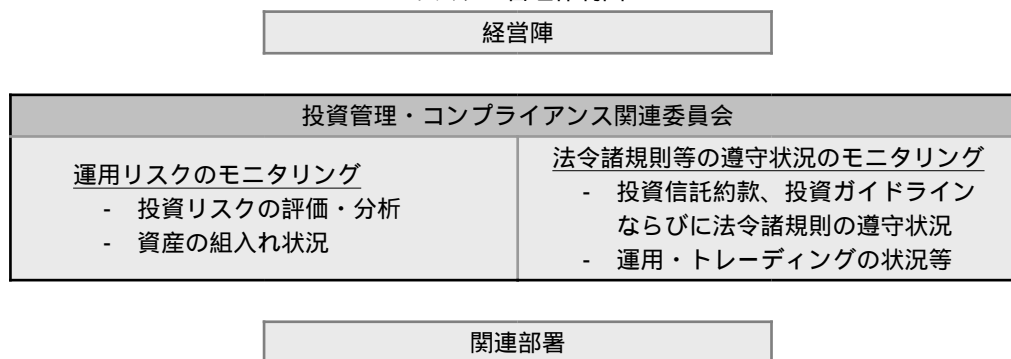 経営陣
投資管理・コンプライアンス関連委員会
運用リスクのモニタリング
- 投資リスクの評価・分析
- 資産の組入れ状況
法令諸規則等の遵守状況のモニタリング
- 投資信託約款、投資ガイドライン
ならびに法令諸規則の遵守状況
- 運用・トレーディングの状況等
関連部署